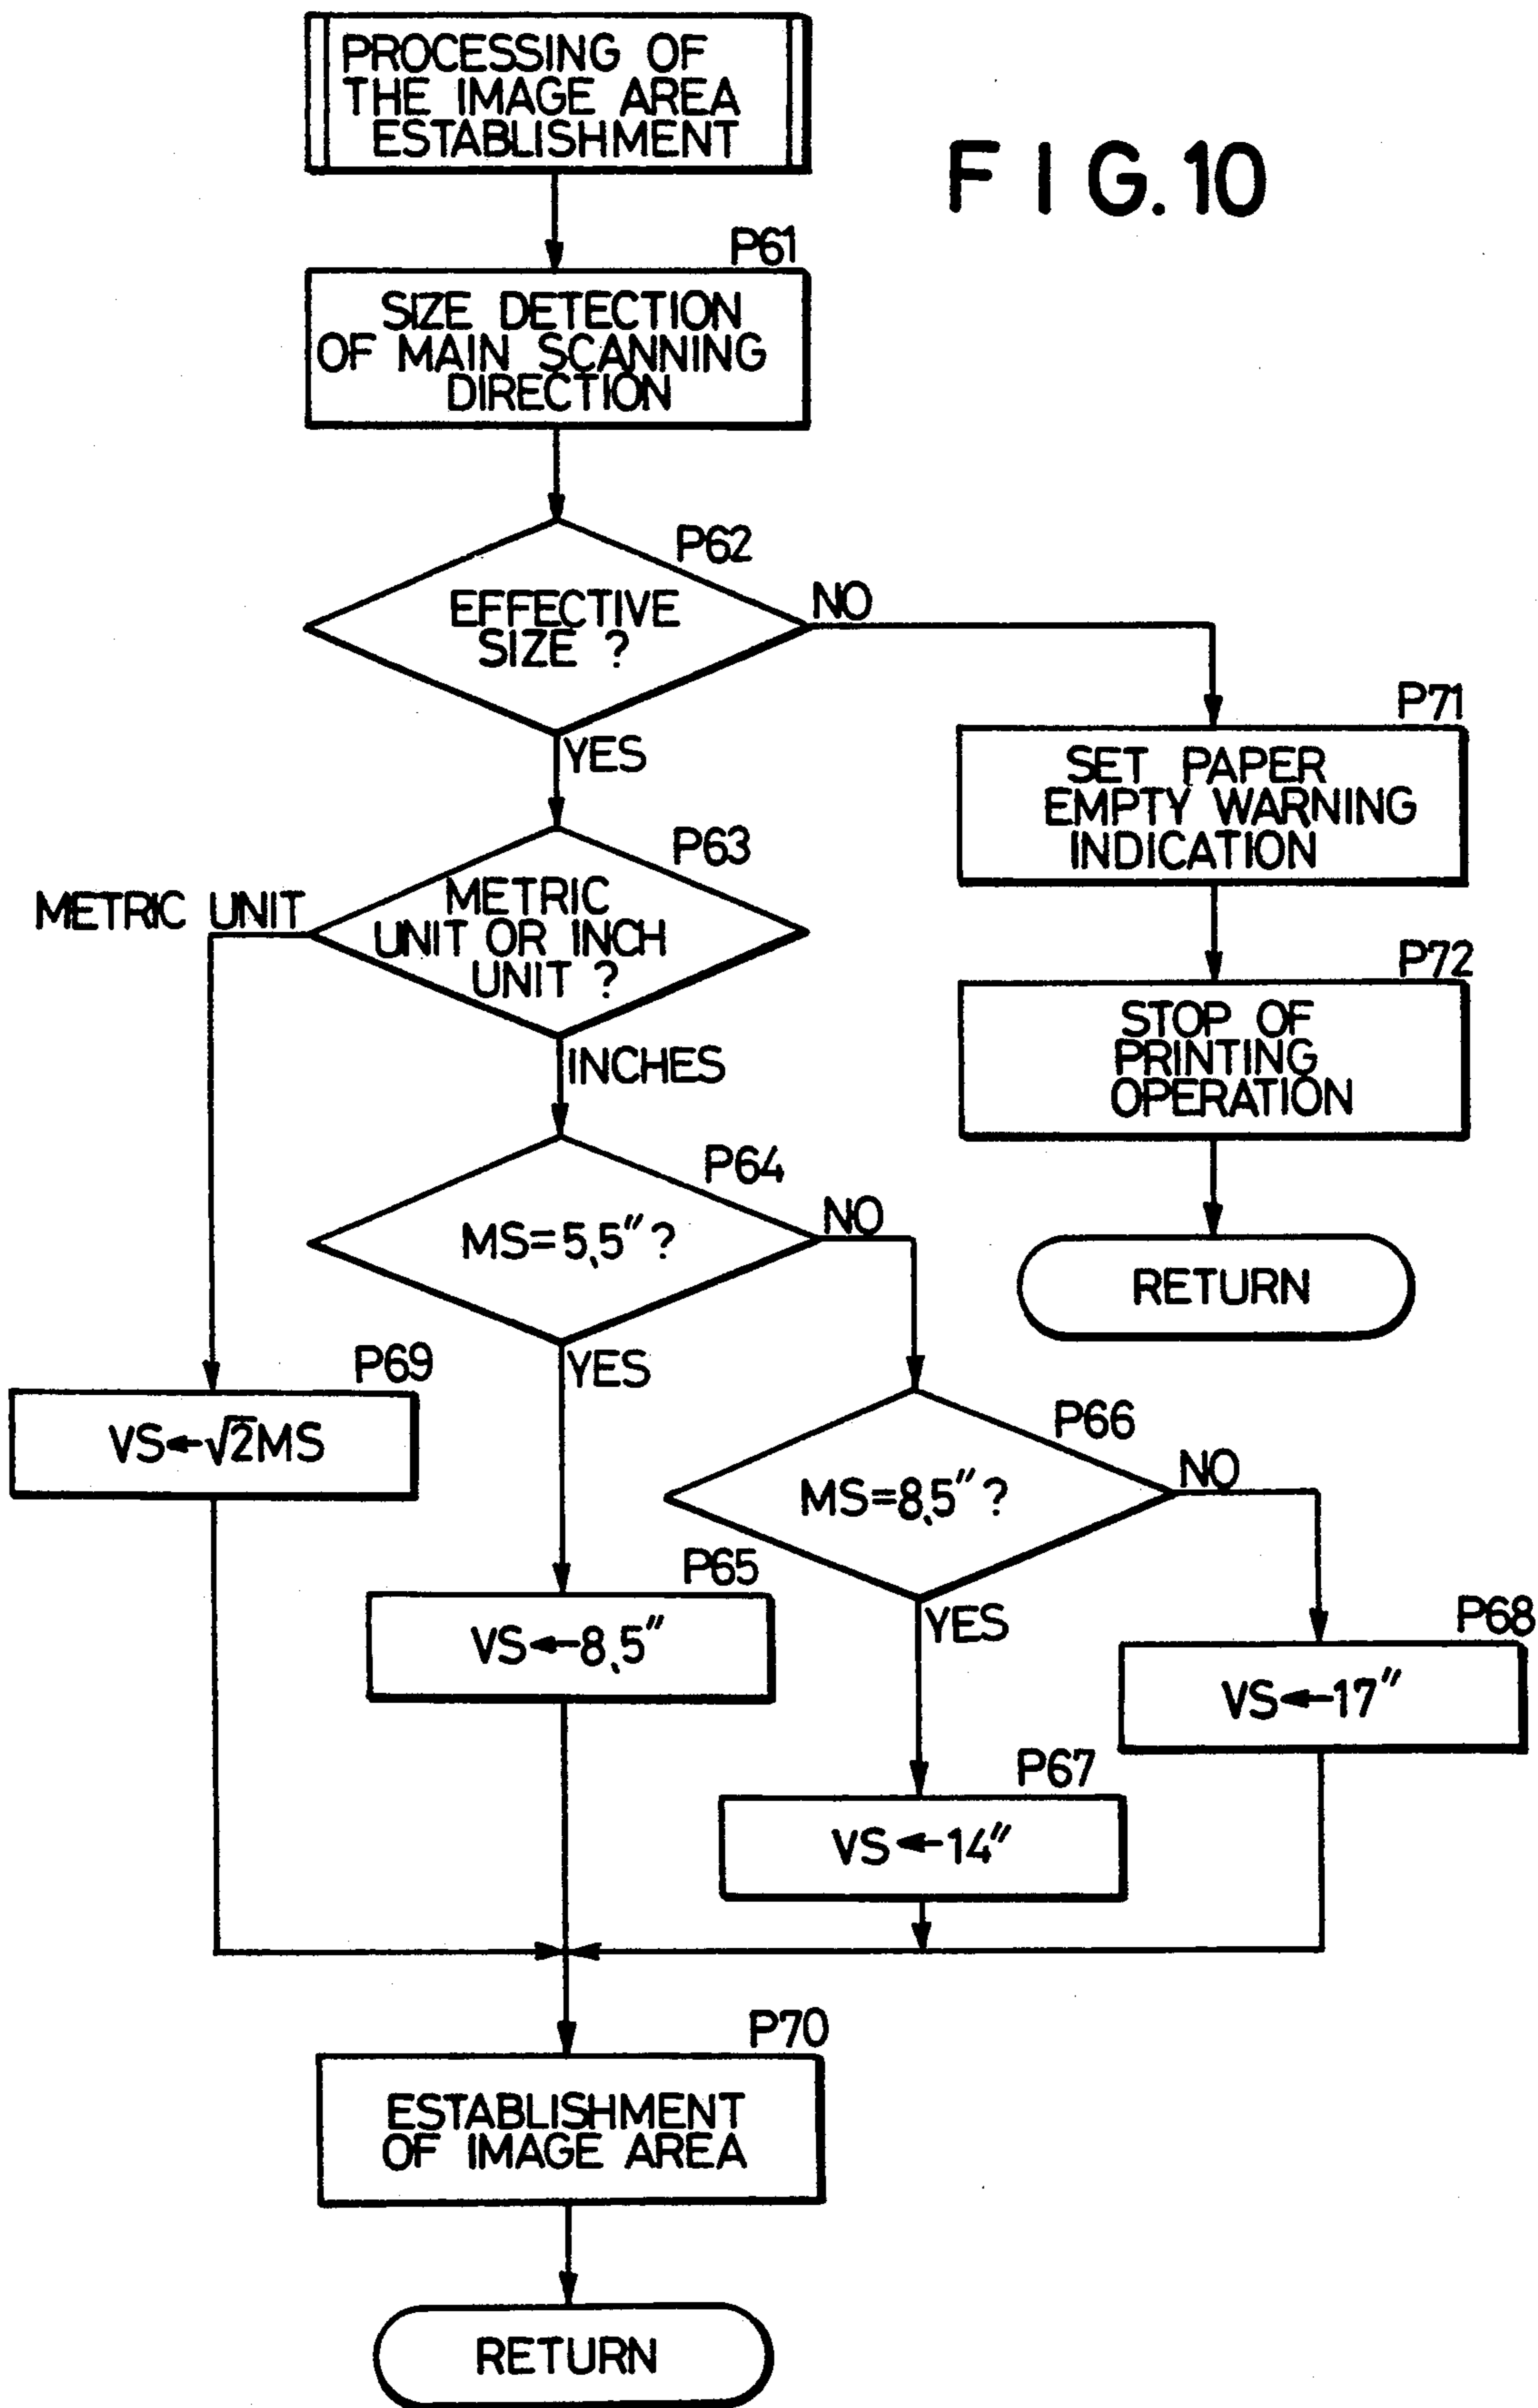 PROCESSING OF
THE IMAGE AREA
ESTABLISHMENT
FIG.10
P61
SIZE DETECTION
OF MAIN SCANNING
DIRECTION
P62
EFFECTIVE
SIZE ?
NO
YES
P71
SET PAPER
EMPTY WARNING
INDICATION
P63
METRIC UNIT
METRIC
UNIT OR INCH
UNIT ?
INCHES
P72
STOP OF
PRINTING
OPERATION
RETURN
P64
MS=5.5″?
NO
YES
P69
VS←√2MS
P66
MS=8.5″?
NO
YES
P65
VS←8.5″
P68
VS←17″
P67
VS←14″
P70
ESTABLISHMENT
OF IMAGE AREA
RETURN